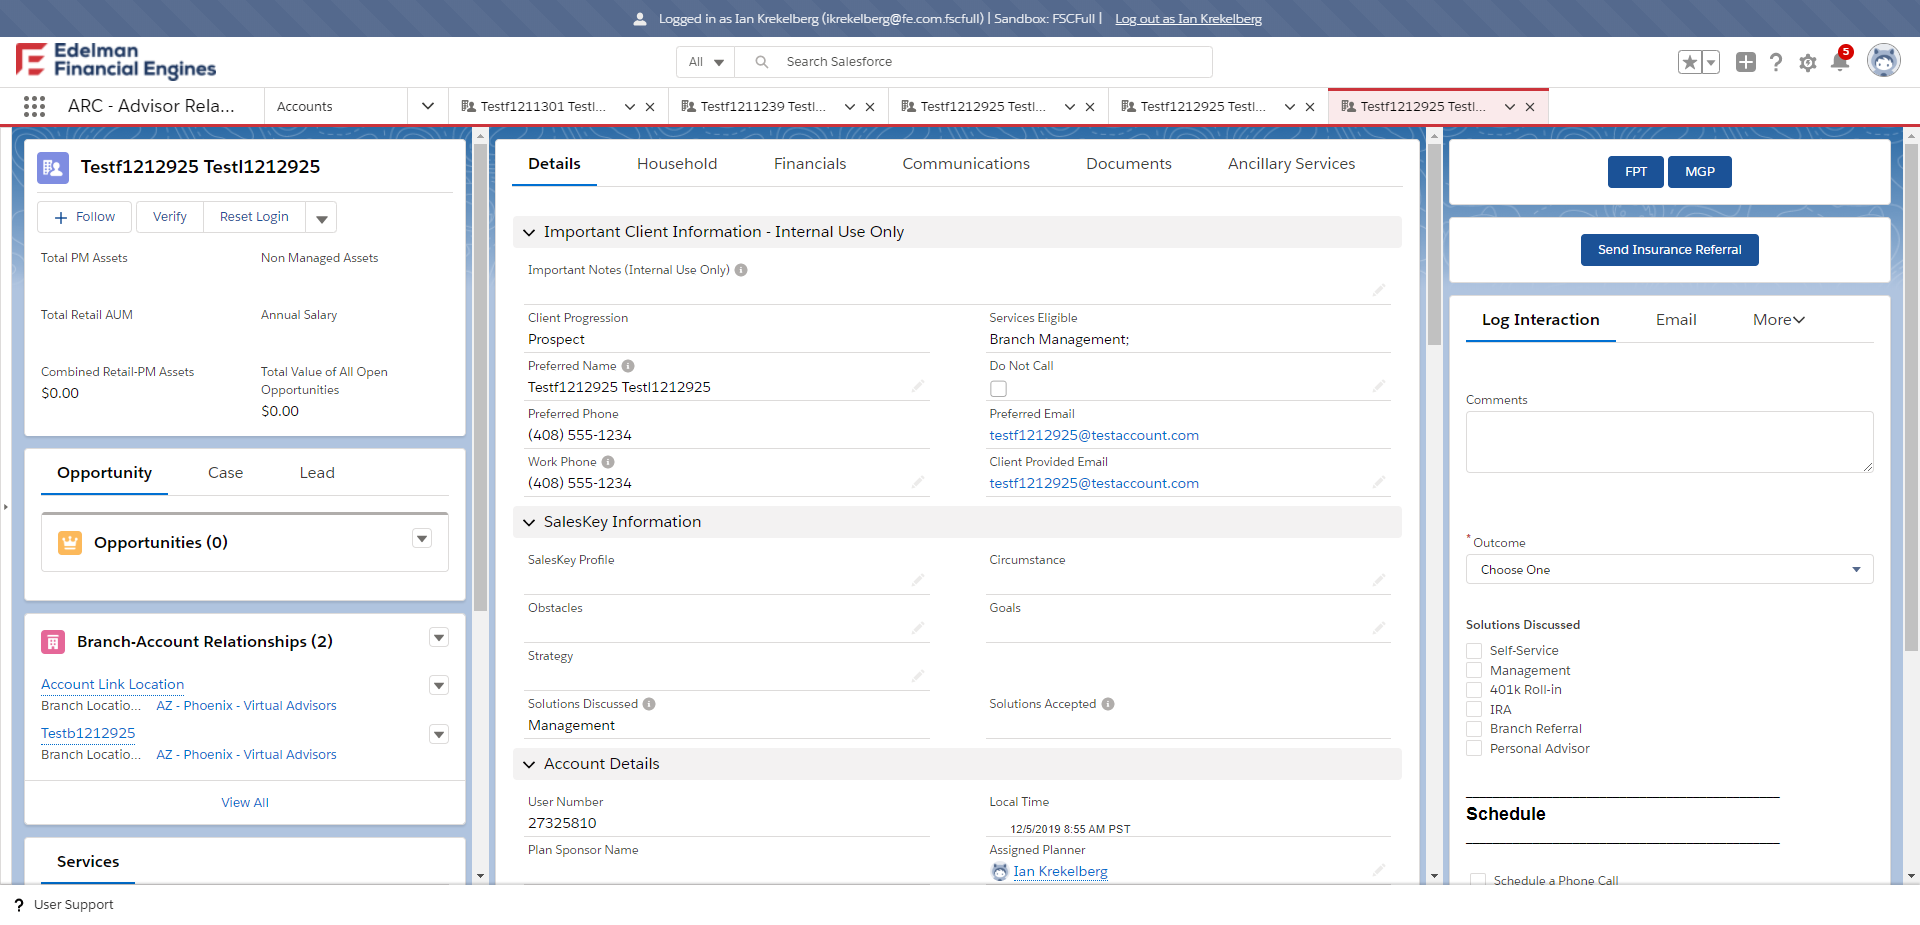 Logged in as Ian Krekelberg (ikrekelberg@fe.com.fscfull) | Sandbox: FSCFull | Log out as Ian Krekelberg
Edelman
Financial Engines
All
Search Salesforce
5
ARC - Advisor Rela...
Accounts
Testf1211301 Testl...
Testf1211239 Testl...
Testf1212925 Testl...
Testf1212925 Testl...
Testf1212925 Testl...
Testf1212925 Testl1212925
Follow
Verify
Reset Login
Total PM Assets
Non Managed Assets
Total Retail AUM
Annual Salary
Combined Retail-PM Assets
$0.00
Total Value of All Open
Opportunities
$0.00
Opportunity
Case
Lead
Opportunities (0)
Branch-Account Relationships (2)
Account Link Location
Branch Locatio... AZ - Phoenix - Virtual Advisors
Testb1212925
Branch Locatio... AZ - Phoenix - Virtual Advisors
View All
Services
Details
Household
Financials
Communications
Documents
Ancillary Services
Important Client Information - Internal Use Only
Important Notes (Internal Use Only)
Client Progression
Prospect
Services Eligible
Branch Management;
Preferred Name
Testf1212925 Testl1212925
Do Not Call
Preferred Phone
(408) 555-1234
Preferred Email
testf1212925@testaccount.com
Work Phone
(408) 555-1234
Client Provided Email
testf1212925@testaccount.com
SalesKey Information
SalesKey Profile
Circumstance
Obstacles
Goals
Strategy
Solutions Discussed
Management
Solutions Accepted
Account Details
User Number
27325810
Local Time
12/5/2019 8:55 AM PST
Plan Sponsor Name
Assigned Planner
Ian Krekelberg
FPT
MGP
Send Insurance Referral
Log Interaction
Email
More
Comments
*Outcome
Choose One
Solutions Discussed
Self-Service
Management
401k Roll-in
IRA
Branch Referral
Personal Advisor
Schedule
Schedule a Phone Call
? User Support